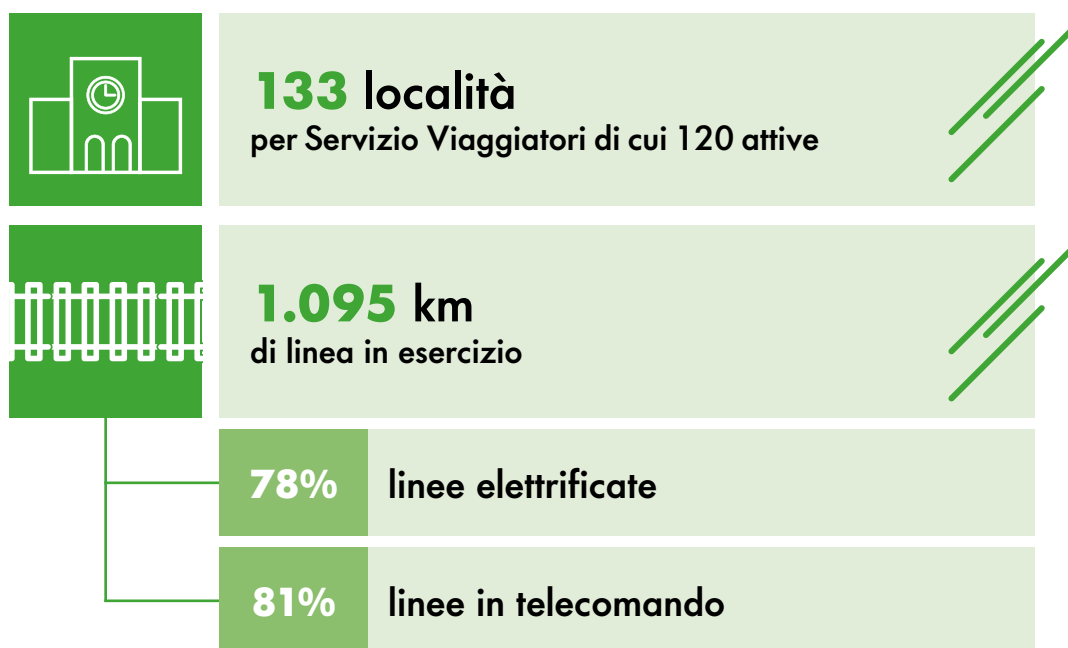 133 località
per Servizio Viaggiatori di cui 120 attive
1.095 km
di linea in esercizio
78% linee elettrificate
81% linee in telecomando